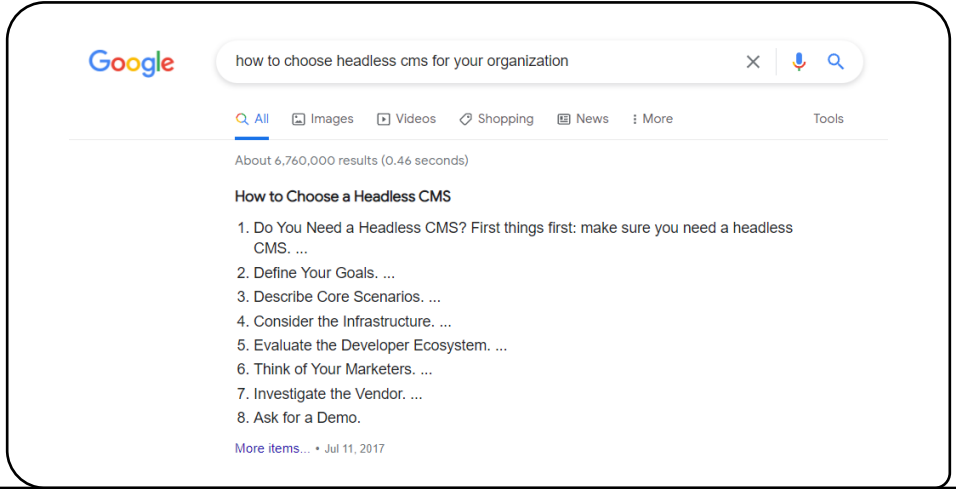 Google
how to choose headless cms for your organization
All Images Videos Shopping News More Tools
About 6,760,000 results (0.46 seconds)
How to Choose a Headless CMS
1. Do You Need a Headless CMS? First things first: make sure you need a headless
CMS. ...
2. Define Your Goals. ...
3. Describe Core Scenarios. ...
4. Consider the Infrastructure. ...
5. Evaluate the Developer Ecosystem. ...
6. Think of Your Marketers. ...
7. Investigate the Vendor. ...
8. Ask for a Demo.
More items... • Jul 11, 2017